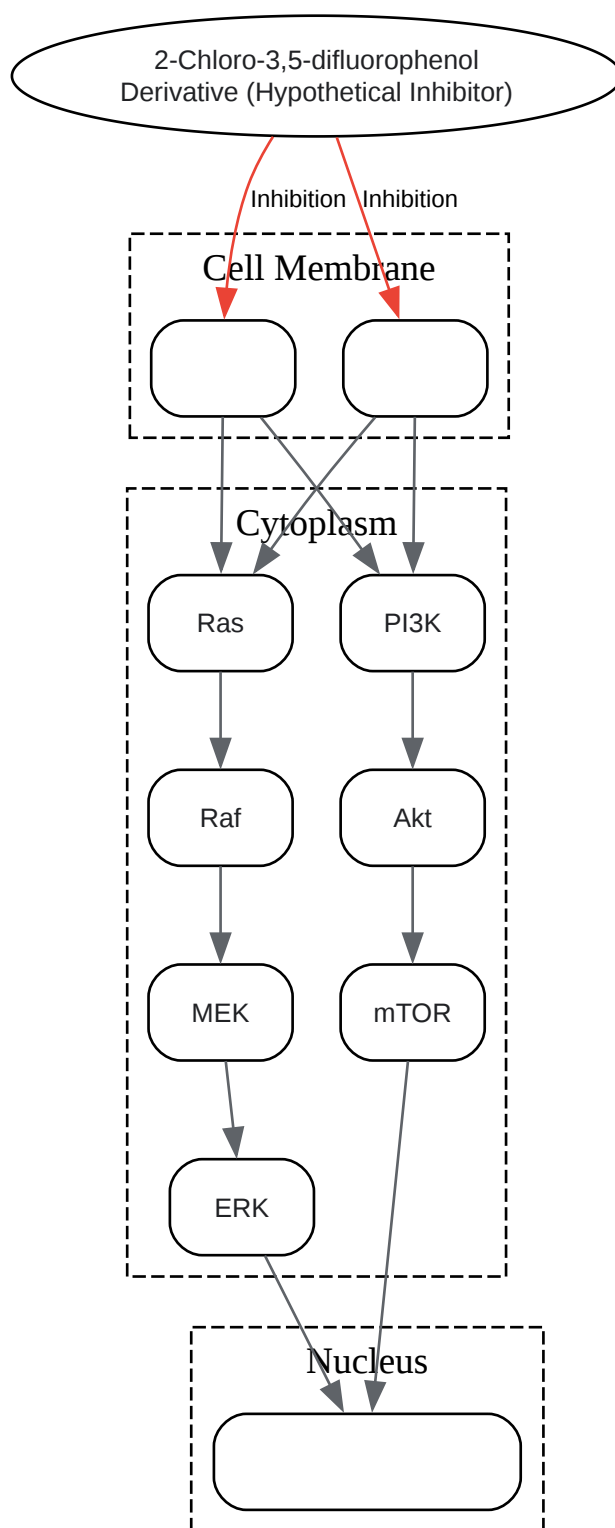 2-Chloro-3,5-difluorophenol
Derivative (Hypothetical Inhibitor)
Inhibition
Inhibition
Cell Membrane
Cytoplasm
Ras
PI3K
Raf
Akt
MEK
mTOR
ERK
Nucleus